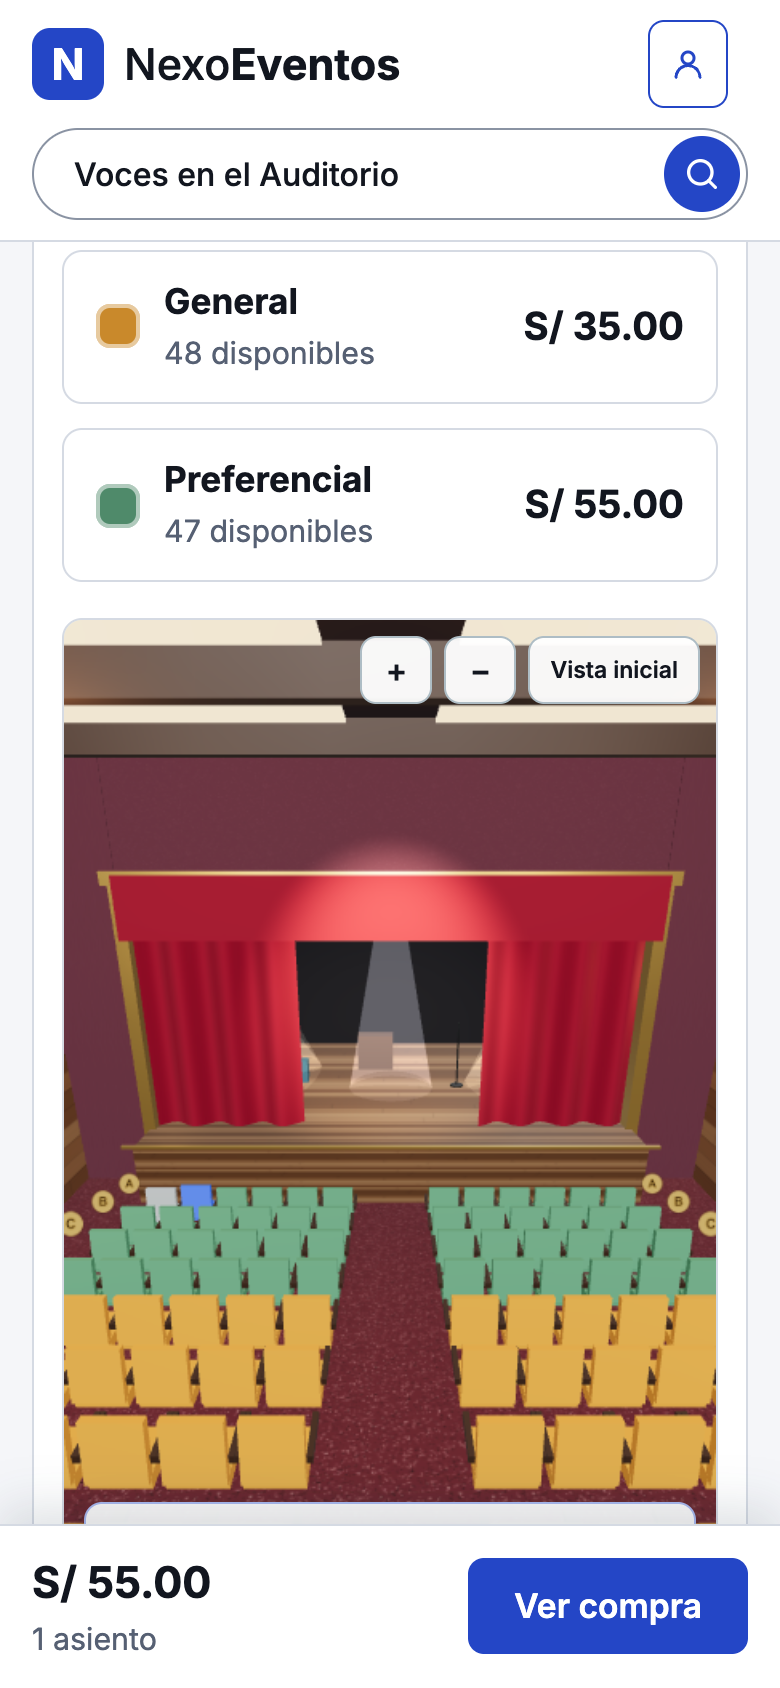 N NexoEventos
Voces en el Auditorio
General
48 disponibles
S/ 35.00
Preferencial
47 disponibles
S/ 55.00
+
−
Vista inicial
A
B
C
A
B
C
S/ 55.00
1 asiento
Ver compra